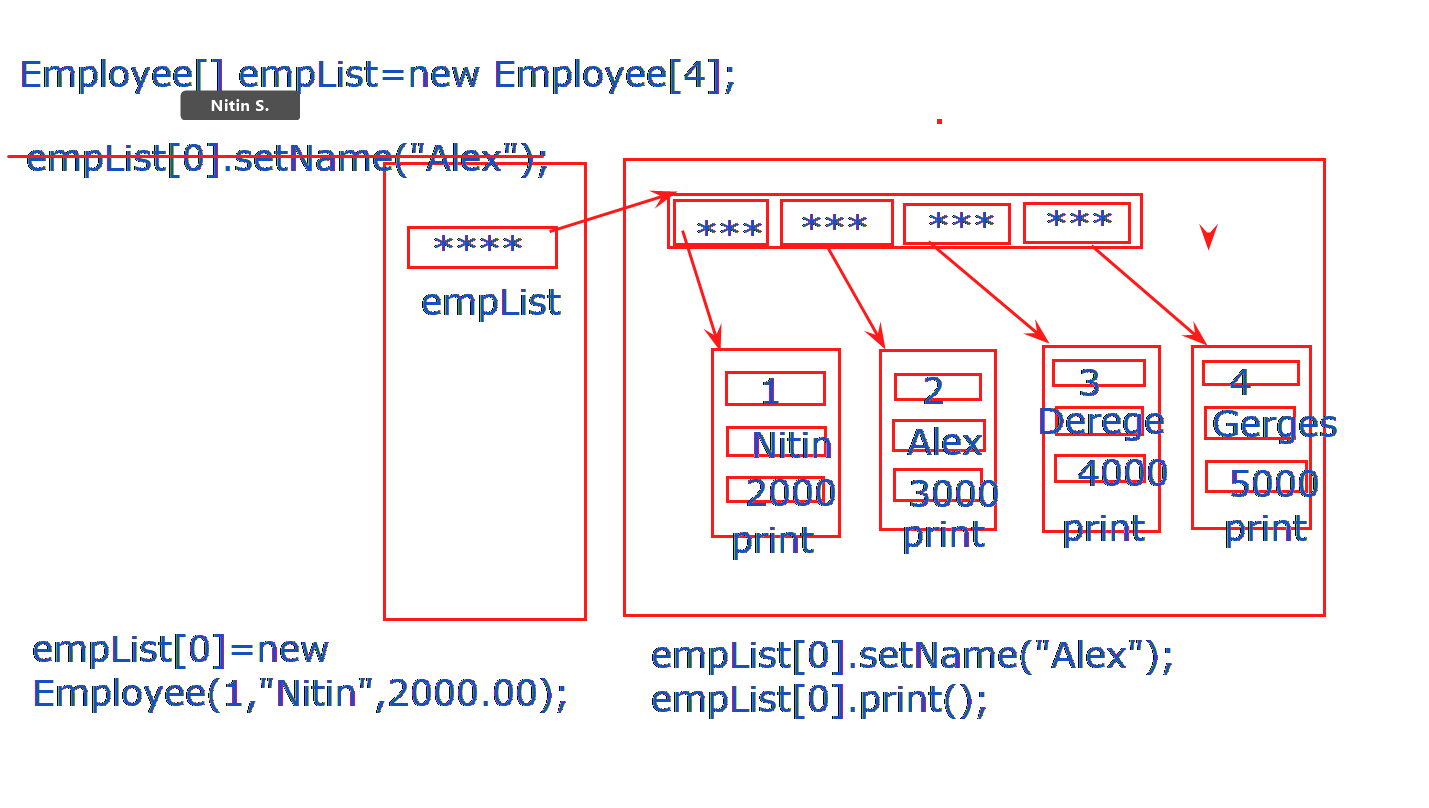 Employee[] empList=new Employee[4];
Nitin S.
empList[0].setName("Alex");
****
empList
*** *** *** ***
1
Nitin
2000
print
2
Alex
3000
print
3
Derege
4000
print
4
Gerges
5000
print
empList[0]=new
Employee(1,"Nitin",2000.00);
empList[0].setName("Alex");
empList[0].print();